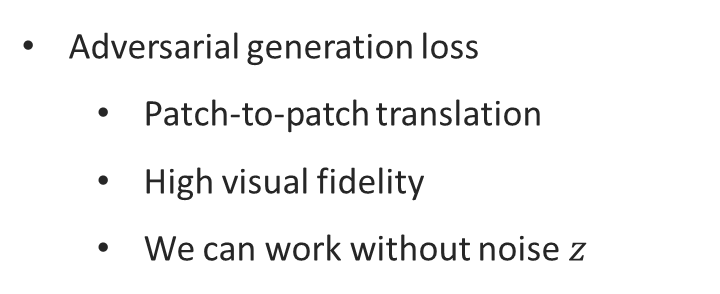 • Adversarial generation loss
• Patch-to-patch translation
• High visual fidelity
• We can work without noise z